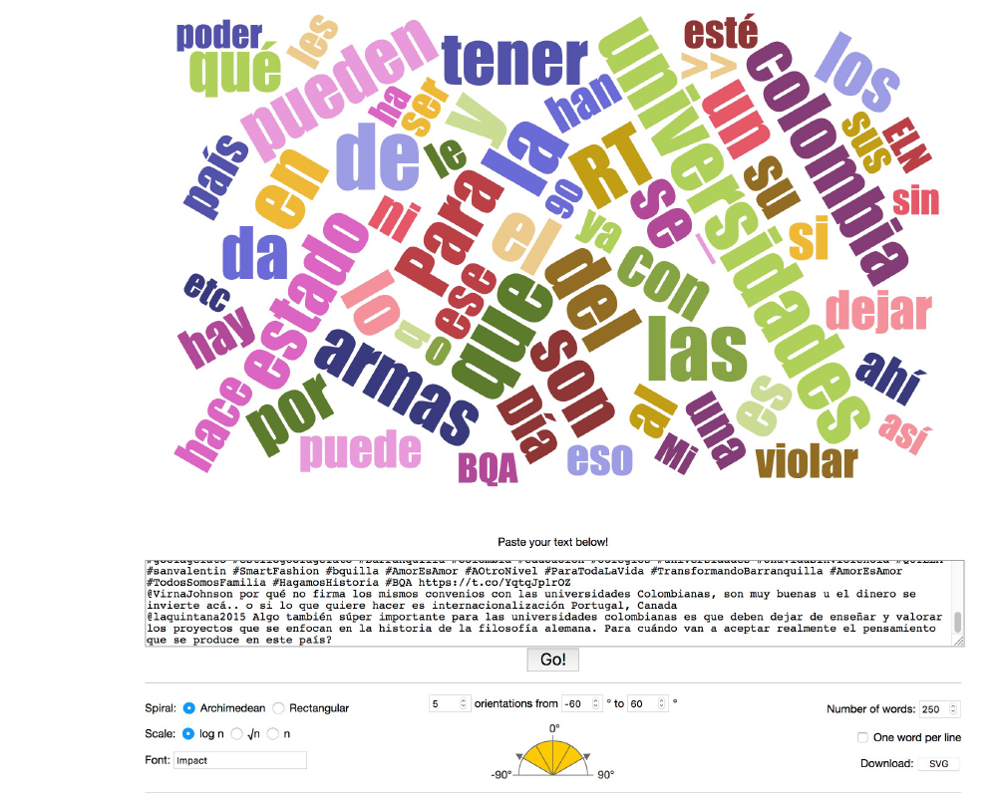 poder
les
qué
pueden
tener
universidades
esté
y
colombia
los
ha
ser
y
han
un
sus
ELN
país
en
de
le
la
RT
su
sin
da
ni
Para
go
se
ya
el
si
etc
estado
lo
ese
que
del
con
dejar
hay
u
o
armas
son
las
ahí
hace
por
Día
al
una
es
así
puede
BQA
eso
Mi
violar
Paste your text below!
#sanvalentin #SmartFashion #bquilla #AmorEsAmor #AOtroNivel #ParaTodaLaVida #TransformandoBarranquilla #AmorEsAmor
#TodosSomosFamilia #HagamosHistoria #BQA https://t.co/YqtqJplrOZ
@VirnaJohnson por qué no firma los mismos convenios con las universidades Colombianas, son muy buenas u el dinero se
invierte acá.. o si lo que quiere hacer es internacionalización Portugal, Canada
@laquintana2015 Algo también súper importante para las universidades colombianas es que deben dejar de enseñar y valorar
los proyectos que se enfocan en la historia de la filosofía alemana. Para cuándo van a aceptar realmente el pensamiento
que se produce en este país?
Go!
Spiral: Archimedean Rectangular
5 orientations from -60 ° to 60 °
Number of words: 250
Scale: log n √n n
0°
One word per line
Font: Impact
-90° 90°
Download: SVG